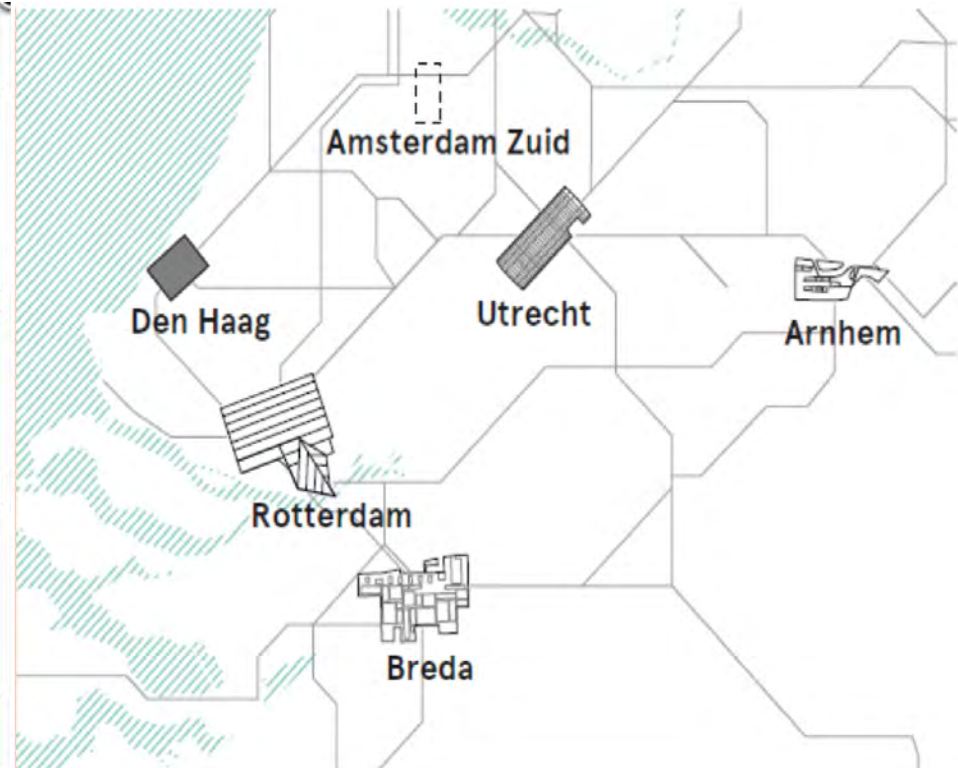 Amsterdam Zuid
Den Haag
Utrecht
Arnhem
Rotterdam
Breda